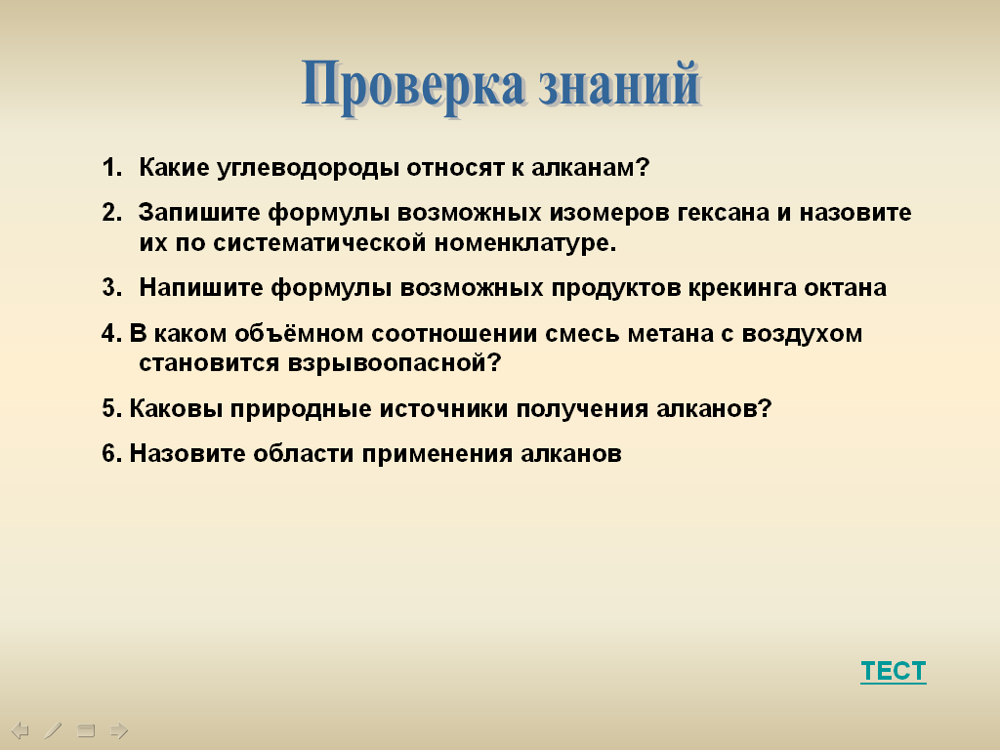 Проверка знаний
1. Какие углеводороды относят к алканам?
2. Запишите формулы возможных изомеров гексана и назовите
их по систематической номенклатуре.
3. Напишите формулы возможных продуктов крекинга октана
4. В каком объёмном соотношении смесь метана с воздухом
становится взрывоопасной?
5. Каковы природные источники получения алканов?
6. Назовите области применения алканов
ТЕСТ